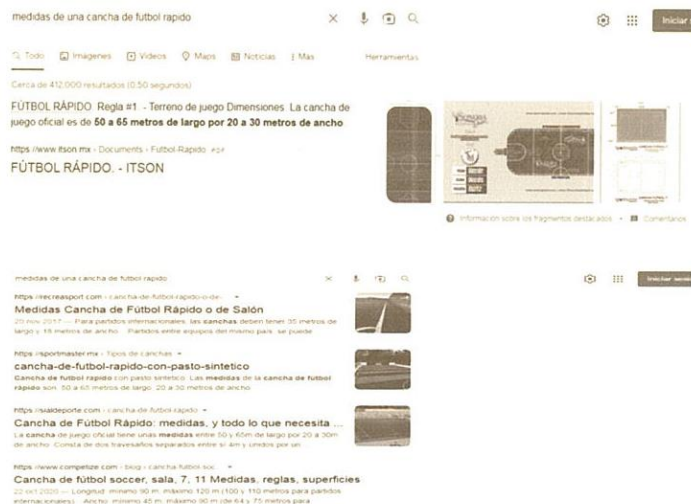 medidas de una cancha de futbol rapido
Iniciar
Todo Imágenes Videos Maps Noticias Más Herramientas
Cerca de 412,000 resultados (0.50 segundos)
FÚTBOL RÁPIDO. Regla #1. - Terreno de juego Dimensiones. La cancha de
juego oficial es de 50 a 65 metros de largo por 20 a 30 metros de ancho
https://www.itson.mx › Documents › Futbol-Rapido PDF
FÚTBOL RÁPIDO. - ITSON
Información sobre los fragmentos destacados • Comentarios
medidas de una cancha de futbol rapido
Iniciar sesión
https://recreasport.com › cancha-de-futbol-rapido-o-de-
Medidas Cancha de Fútbol Rápido o de Salón
20 nov 2017 — Para partidos internacionales, las canchas deben tener 35 metros de
largo y 18 metros de ancho. Partidos entre equipos del mismo país, se puede
https://sportmaster.mx › Tipos de canchas
cancha-de-futbol-rapido-con-pasto-sintetico
Cancha de futbol rapido con pasto sintetico. Las medidas de la cancha de futbol
rápido son: 50 a 65 metros de largo. 20 a 30 metros de ancho
https://sialdeporte.com › cancha-de-futbol-rapido
Cancha de Fútbol Rápido: medidas, y todo lo que necesita ...
La cancha de juego oficial tiene unas medidas entre 50 y 65m de largo por 20 a 30m
de ancho. Consta de dos travesaños separados entre sí 4m y unidos por un
https://www.competize.com › blog › cancha-futbol-soc...
Cancha de fútbol soccer, sala, 7, 11 Medidas, reglas, superficies
22 oct 2020 — Longitud: mínimo 90 m. máximo 120 m (100 y 110 metros para partidos
internacionales) · Ancho: mínimo 45 m. máximo 90 m (de 64 y 75 metros para